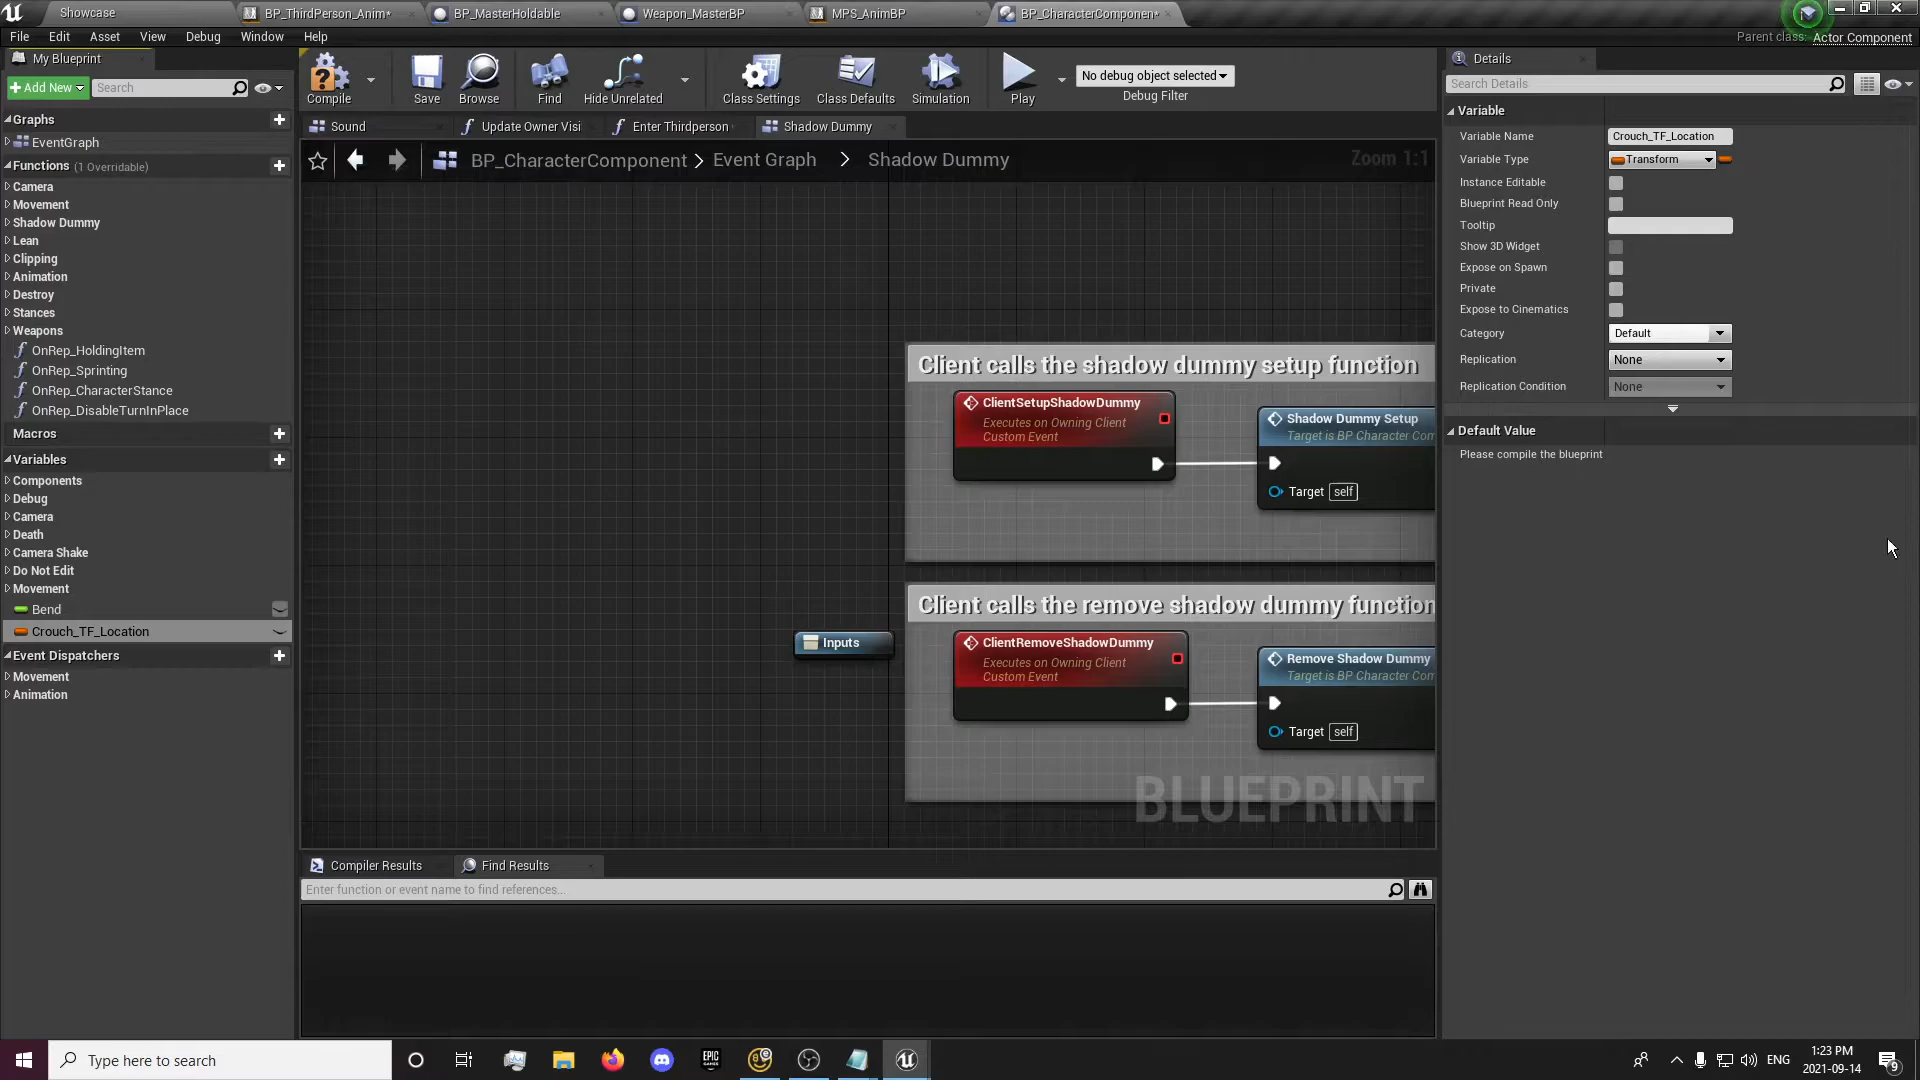 Showcase
BP_ThirdPerson_Anim*
BP_MasterHoldable
Weapon_MasterBP
MPS_AnimBP
BP_CharacterComponen*
File Edit Asset View Debug Window Help
Parent class: Actor Component
My Blueprint
Add New
Search
Compile
Save
Browse
Find
Hide Unrelated
Class Settings
Class Defaults
Simulation
Play
No debug object selected
Debug Filter
Graphs
EventGraph
Functions (1 Overridable)
Camera
Movement
Shadow Dummy
Lean
Clipping
Animation
Destroy
Stances
Weapons
OnRep_HoldingItem
OnRep_Sprinting
OnRep_CharacterStance
OnRep_DisableTurnInPlace
Macros
Variables
Components
Debug
Camera
Death
Camera Shake
Do Not Edit
Movement
Bend
Crouch_TF_Location
Event Dispatchers
Movement
Animation
Sound
Update Owner Visi
Enter Thirdperson
Shadow Dummy
BP_CharacterComponent > Event Graph > Shadow Dummy
Zoom 1:1
Client calls the shadow dummy setup function
ClientSetupShadowDummy
Executes on Owning Client
Custom Event
Shadow Dummy Setup
Target is BP Character Com
Target self
Client calls the remove shadow dummy function
Inputs
ClientRemoveShadowDummy
Executes on Owning Client
Custom Event
Remove Shadow Dummy
Target is BP Character Com
Target self
BLUEPRINT
Compiler Results
Find Results
Enter function or event name to find references...
Details
Search Details
Variable
Variable Name Crouch_TF_Location
Variable Type Transform
Instance Editable
Blueprint Read Only
Tooltip
Show 3D Widget
Expose on Spawn
Private
Expose to Cinematics
Category Default
Replication None
Replication Condition None
Default Value
Please compile the blueprint
Type here to search
EPIC
ENG
1:23 PM
2021-09-14
9